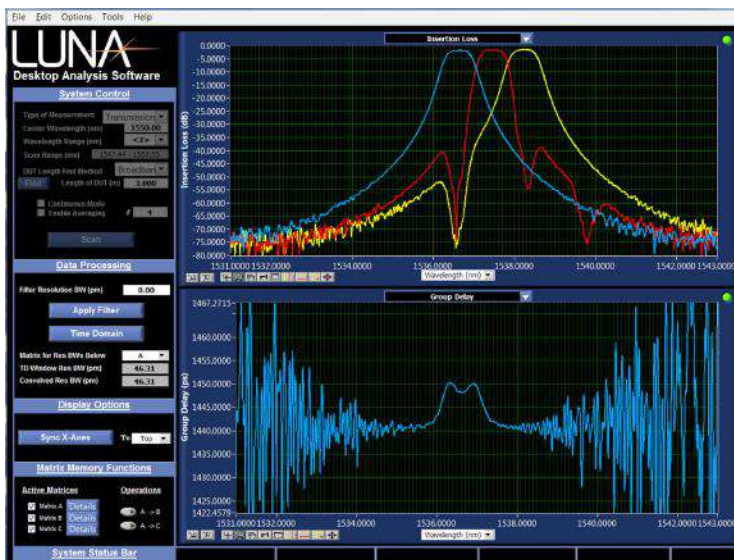 File Edit Options Tools Help
LUNA
Desktop Analysis Software
System Control
Type of Measurement Transmission
Center Wavelength (nm) 1550.00
Wavelength Range (nm)
Scan Range (nm)
DUT Length Find Method Broadband
Find Length of DUT (m) 3.000
Continuous Mode
Enable Averaging # 4
Scan
Data Processing
Filter Resolution BW (pm) 0.00
Apply Filter
Time Domain
Matrix for Res BWs Below A
TD Window Res BW (pm) 46.31
Convolved Res BW (pm) 46.31
Display Options
Sync X-Axes To Top
Matrix Memory Functions
Active Matrices Operations
Matrix A Details A -> B
Matrix B Details
Matrix C Details A -> C
System Status Bar
Insertion Loss
Insertion Loss (dB)
0.0000
-5.0000
-10.0000
-15.0000
-20.0000
-25.0000
-30.0000
-35.0000
-40.0000
-45.0000
-50.0000
-55.0000
-60.0000
-65.0000
-70.0000
-75.0000
-80.0000
1531.0000 1532.0000 1534.0000 1536.0000 1538.0000 1540.0000 1542.0000 1543.0000
Wavelength (nm)
Group Delay
Group Delay (ps)
1467.2715
1460.0000
1455.0000
1450.0000
1445.0000
1440.0000
1435.0000
1430.0000
1425.0000
1422.4579
1531.0000 1532.0000 1534.0000 1536.0000 1538.0000 1540.0000 1542.0000 1543.0000
Wavelength (nm)